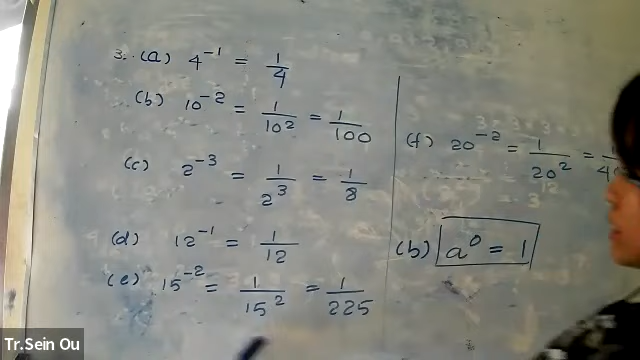 3. (a) 4^-1 = 1/4
(b) 10^-2 = 1/10^2 = 1/100
(c) 2^-3 = 1/2^3 = 1/8
(d) 12^-1 = 1/12
(e) 15^-2 = 1/15^2 = 1/225
(f) 20^-2 = 1/20^2 =
(b) a^0 = 1
Tr.Sein Ou